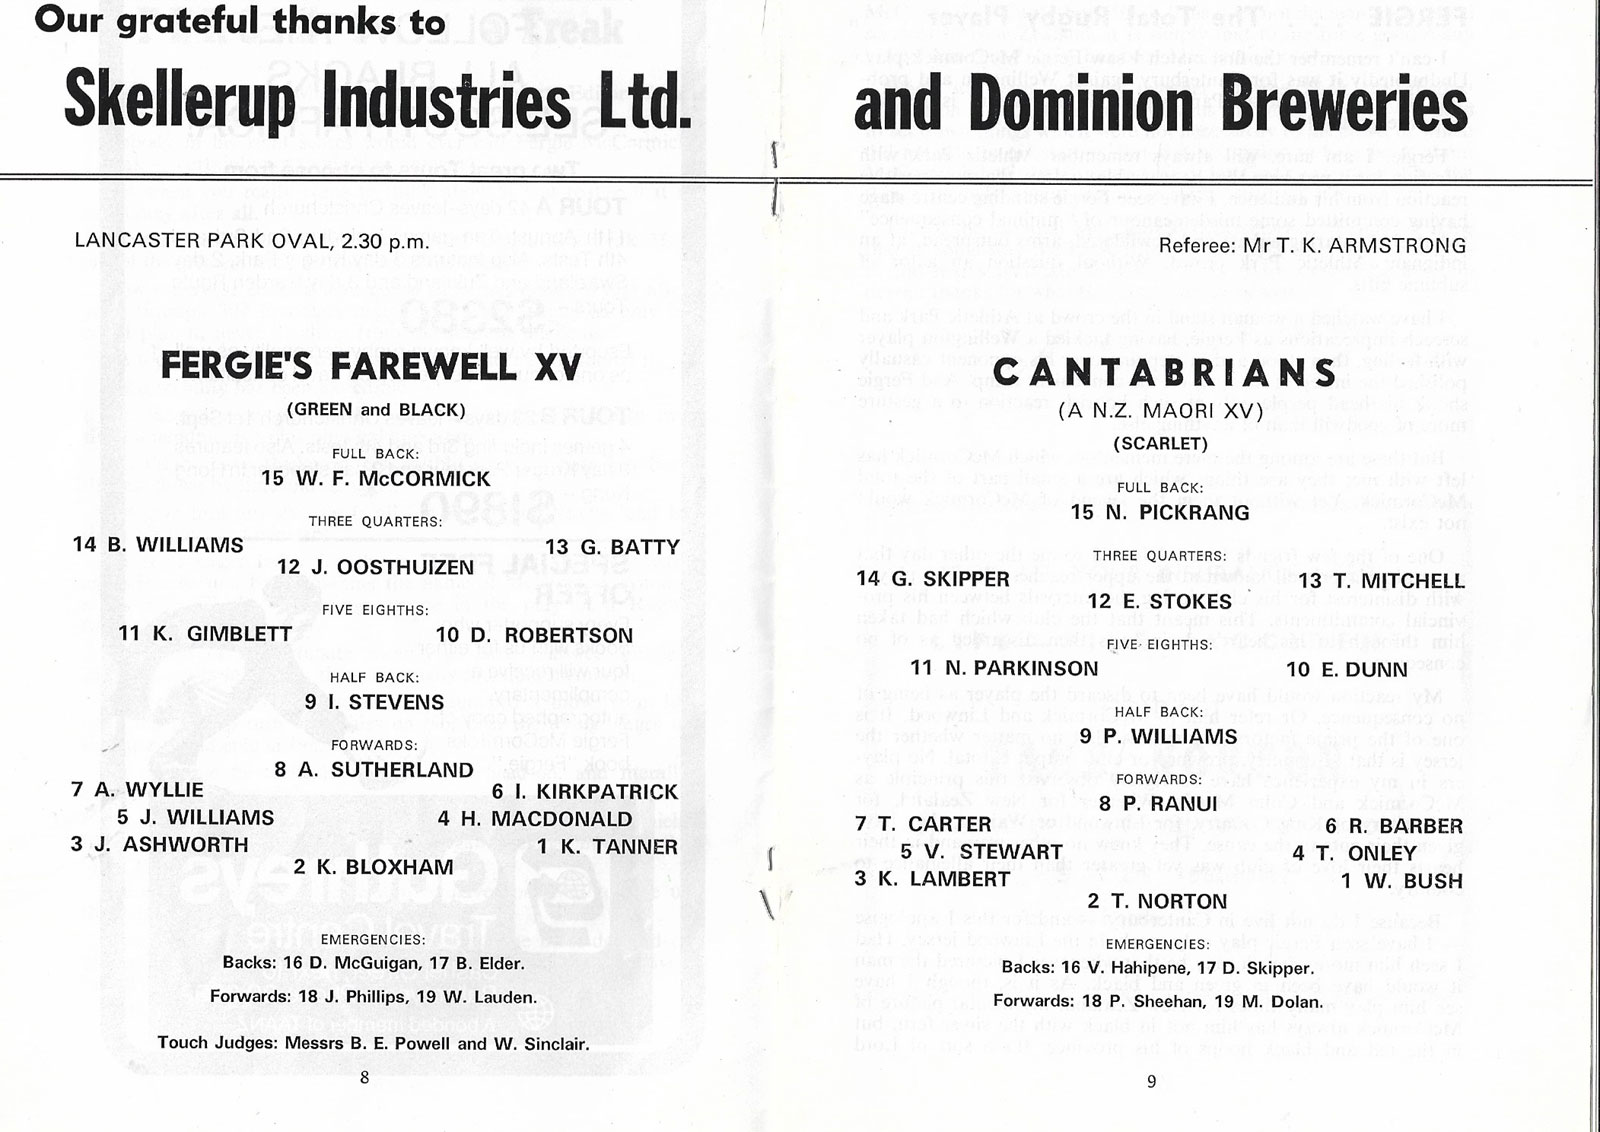 Our grateful thanks to
Skellerup Industries Ltd. and Dominion Breweries
LANCASTER PARK OVAL, 2.30 p.m.
FERGIE'S FAREWELL XV
(GREEN and BLACK)
FULL BACK:
15 W. F. McCORMICK
THREE QUARTERS:
14 B. WILLIAMS 13 G. BATTY
12 J. OOSTHUIZEN
FIVE EIGHTHS:
11 K. GIMBLETT 10 D. ROBERTSON
HALF BACK:
9 I. STEVENS
FORWARDS:
8 A. SUTHERLAND
7 A. WYLLIE 6 I. KIRKPATRICK
5 J. WILLIAMS 4 H. MACDONALD
3 J. ASHWORTH 1 K. TANNER
2 K. BLOXHAM
EMERGENCIES:
Backs: 16 D. McGuigan, 17 B. Elder.
Forwards: 18 J. Phillips, 19 W. Lauden.
Touch Judges: Messrs B. E. Powell and W. Sinclair.
8
Referee: Mr T. K. ARMSTRONG
CANTABRIANS
(A N.Z. MAORI XV)
(SCARLET)
FULL BACK:
15 N. PICKRANG
THREE QUARTERS:
14 G. SKIPPER 13 T. MITCHELL
12 E. STOKES
FIVE EIGHTHS:
11 N. PARKINSON 10 E. DUNN
HALF BACK:
9 P. WILLIAMS
FORWARDS:
8 P. RANUI
7 T. CARTER 6 R. BARBER
5 V. STEWART 4 T. ONLEY
3 K. LAMBERT 1 W. BUSH
2 T. NORTON
EMERGENCIES:
Backs: 16 V. Hahipene, 17 D. Skipper.
Forwards: 18 P. Sheehan, 19 M. Dolan.
9